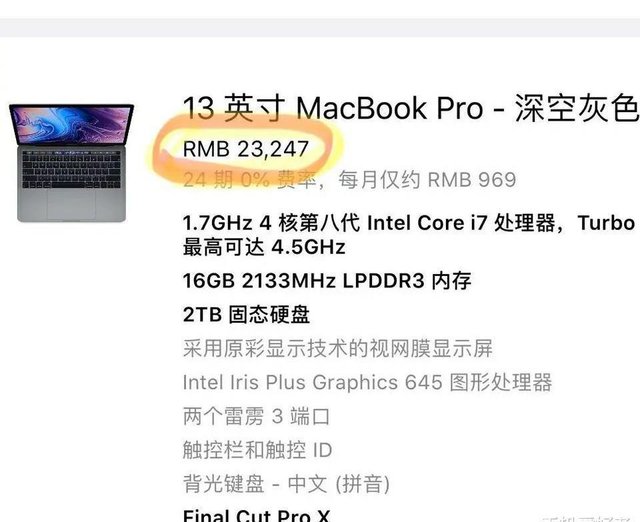 13 英寸 MacBook Pro - 深空灰色
RMB 23,247
24 期 0% 费率，每月仅约 RMB 969
1.7GHz 4 核第八代 Intel Core i7 处理器，Turbo
最高可达 4.5GHz
16GB 2133MHz LPDDR3 内存
2TB 固态硬盘
采用原彩显示技术的视网膜显示屏
Intel Iris Plus Graphics 645 图形处理器
两个雷雳 3 端口
触控栏和触控 ID
背光键盘 - 中文 (拼音)
Final Cut Pro X